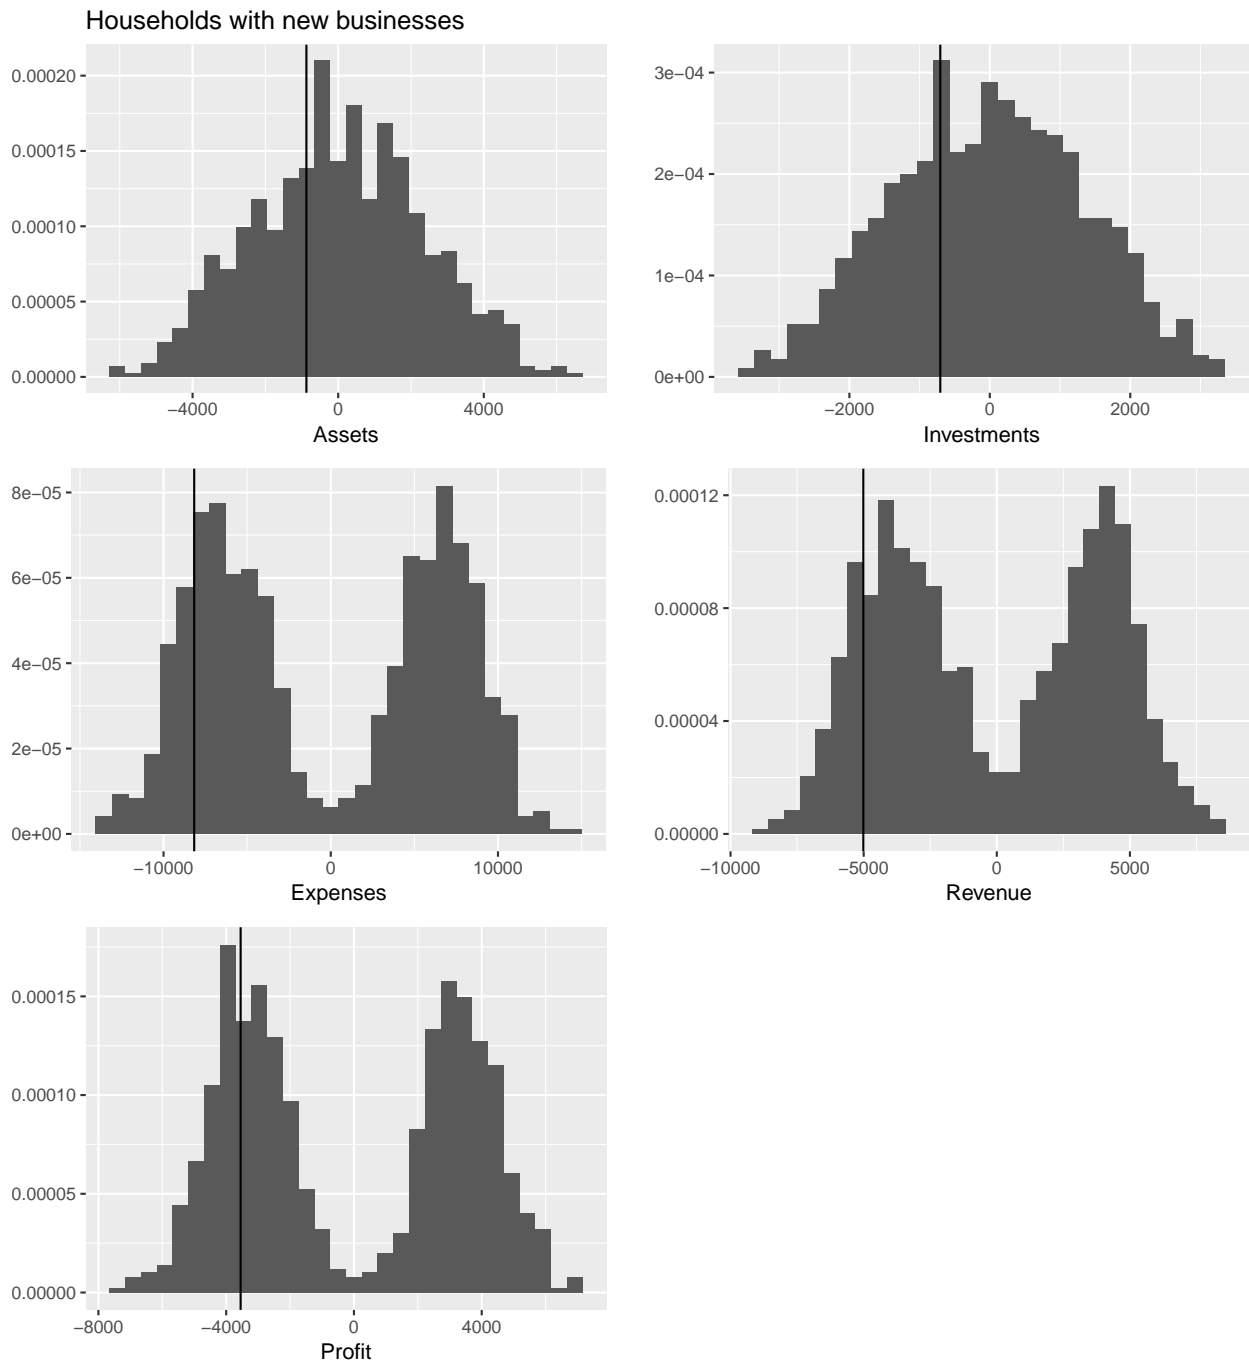 Households with new businesses
0.00020
0.00015
0.00010
0.00005
0.00000
−4000 0 4000
Assets
3e−04
2e−04
1e−04
0e+00
−2000 0 2000
Investments
8e−05
6e−05
4e−05
2e−05
0e+00
−10000 0 10000
Expenses
0.00012
0.00008
0.00004
0.00000
−10000 −5000 0 5000
Revenue
0.00015
0.00010
0.00005
0.00000
−8000 −4000 0 4000
Profit